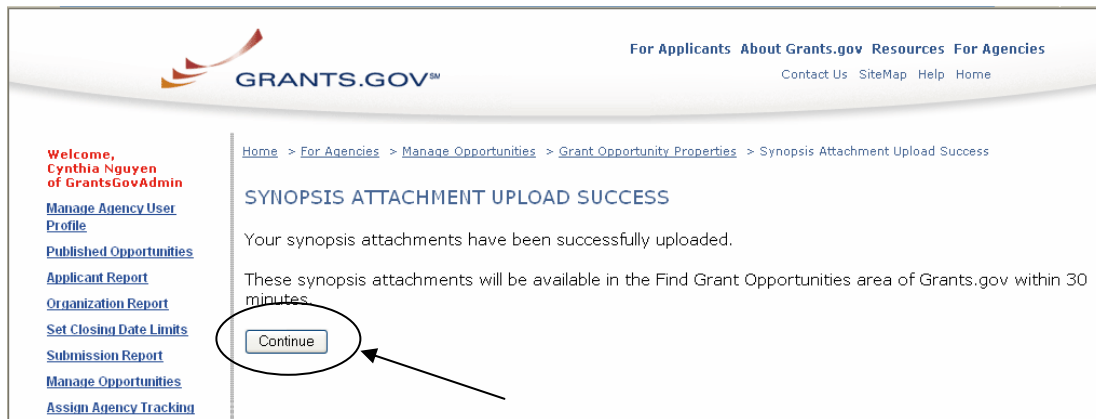 For Applicants About Grants.gov Resources For Agencies
Contact Us SiteMap Help Home
GRANTS.GOV℠
Welcome,
Cynthia Nguyen
of GrantsGovAdmin
Manage Agency User
Profile
Published Opportunities
Applicant Report
Organization Report
Set Closing Date Limits
Submission Report
Manage Opportunities
Assign Agency Tracking
Home > For Agencies > Manage Opportunities > Grant Opportunity Properties > Synopsis Attachment Upload Success
SYNOPSIS ATTACHMENT UPLOAD SUCCESS
Your synopsis attachments have been successfully uploaded.
These synopsis attachments will be available in the Find Grant Opportunities area of Grants.gov within 30
minutes.
Continue